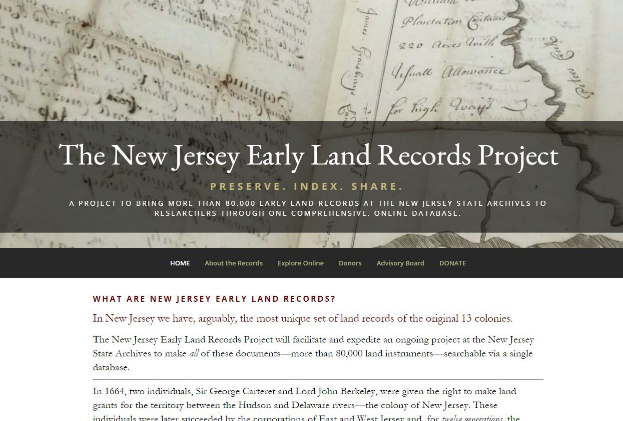 William
Plantation Contains
220 Acres with
Usuall Allowance
for high Ways
The New Jersey Early Land Records Project
PRESERVE. INDEX. SHARE.
A PROJECT TO BRING MORE THAN 80,000 EARLY LAND RECORDS AT THE NEW JERSEY STATE ARCHIVES TO
RESEARCHERS THROUGH ONE COMPREHENSIVE, ONLINE DATABASE.
HOME About the Records Explore Online Donors Advisory Board DONATE
WHAT ARE NEW JERSEY EARLY LAND RECORDS?
In New Jersey we have, arguably, the most unique set of land records of the original 13 colonies.
The New Jersey Early Land Records Project will facilitate and expedite an ongoing project at the New Jersey
State Archives to make all of these documents—more than 80,000 land instruments—searchable via a single
database.
In 1664, two individuals, Sir George Carteret and Lord John Berkeley, were given the right to make land
grants for the territory between the Hudson and Delaware rivers—the colony of New Jersey. These
individuals were later succeeded by the corporations of East and West Jersey and, for twelve generations, the